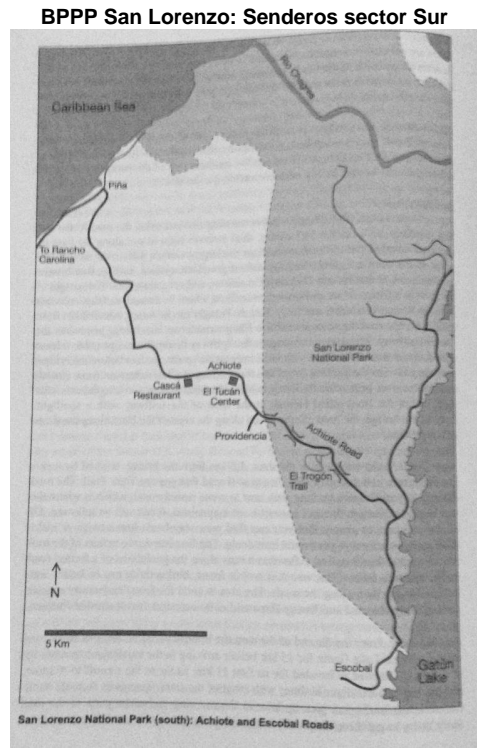 BPPP San Lorenzo: Senderos sector Sur
Rio Chagres
Caribbean Sea
Piña
To Rancho
Carolina
San Lorenzo
National Park
Achiote
Cascá
Restaurant
El Tucán
Center
Providencia
Achiote Road
El Trogon
Trail
N
5 Km
Escobal
Gatún
Lake
San Lorenzo National Park (south): Achiote and Escobal Roads